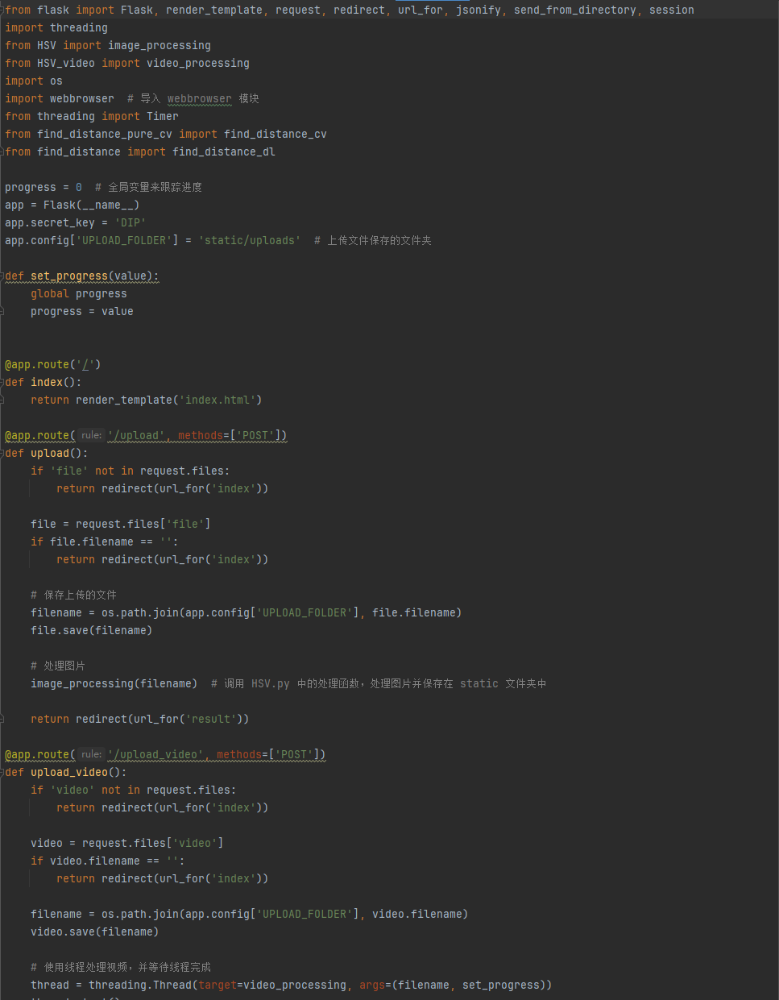 from flask import Flask, render_template, request, redirect, url_for, jsonify, send_from_directory, session
import threading
from HSV import image_processing
from HSV_video import video_processing
import os
import webbrowser  # 导入 webbrowser 模块
from threading import Timer
from find_distance_pure_cv import find_distance_cv
from find_distance import find_distance_dl

progress = 0  # 全局变量来跟踪进度
app = Flask(__name__)
app.secret_key = 'DIP'
app.config['UPLOAD_FOLDER'] = 'static/uploads'  # 上传文件保存的文件夹

def set_progress(value):
    global progress
    progress = value


@app.route('/')
def index():
    return render_template('index.html')

@app.route( rule: '/upload', methods=['POST'])
def upload():
    if 'file' not in request.files:
        return redirect(url_for('index'))

    file = request.files['file']
    if file.filename == '':
        return redirect(url_for('index'))

    # 保存上传的文件
    filename = os.path.join(app.config['UPLOAD_FOLDER'], file.filename)
    file.save(filename)

    # 处理图片
    image_processing(filename)  # 调用 HSV.py 中的处理函数，处理图片并保存在 static 文件夹中

    return redirect(url_for('result'))

@app.route( rule: '/upload_video', methods=['POST'])
def upload_video():
    if 'video' not in request.files:
        return redirect(url_for('index'))

    video = request.files['video']
    if video.filename == '':
        return redirect(url_for('index'))

    filename = os.path.join(app.config['UPLOAD_FOLDER'], video.filename)
    video.save(filename)

    # 使用线程处理视频，并等待线程完成
    thread = threading.Thread(target=video_processing, args=(filename, set_progress))